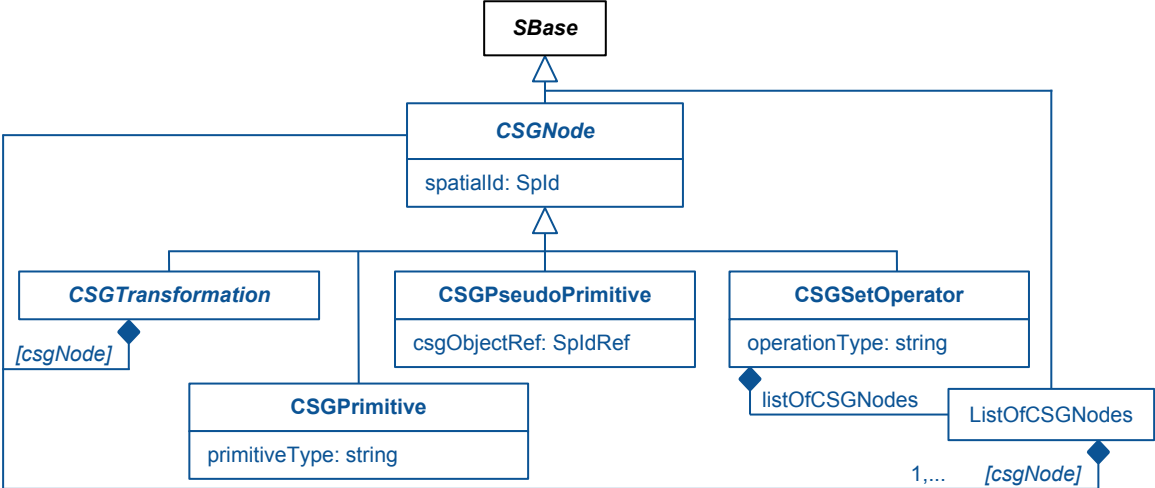 SBase
CSGNode
spatialId: SpId
CSGTransformation
CSGPseudoPrimitive
CSGSetOperator
csgObjectRef: SpIdRef
operationType: string
[csgNode]
CSGPrimitive
primitiveType: string
listOfCSGNodes
ListOfCSGNodes
1,... [csgNode]